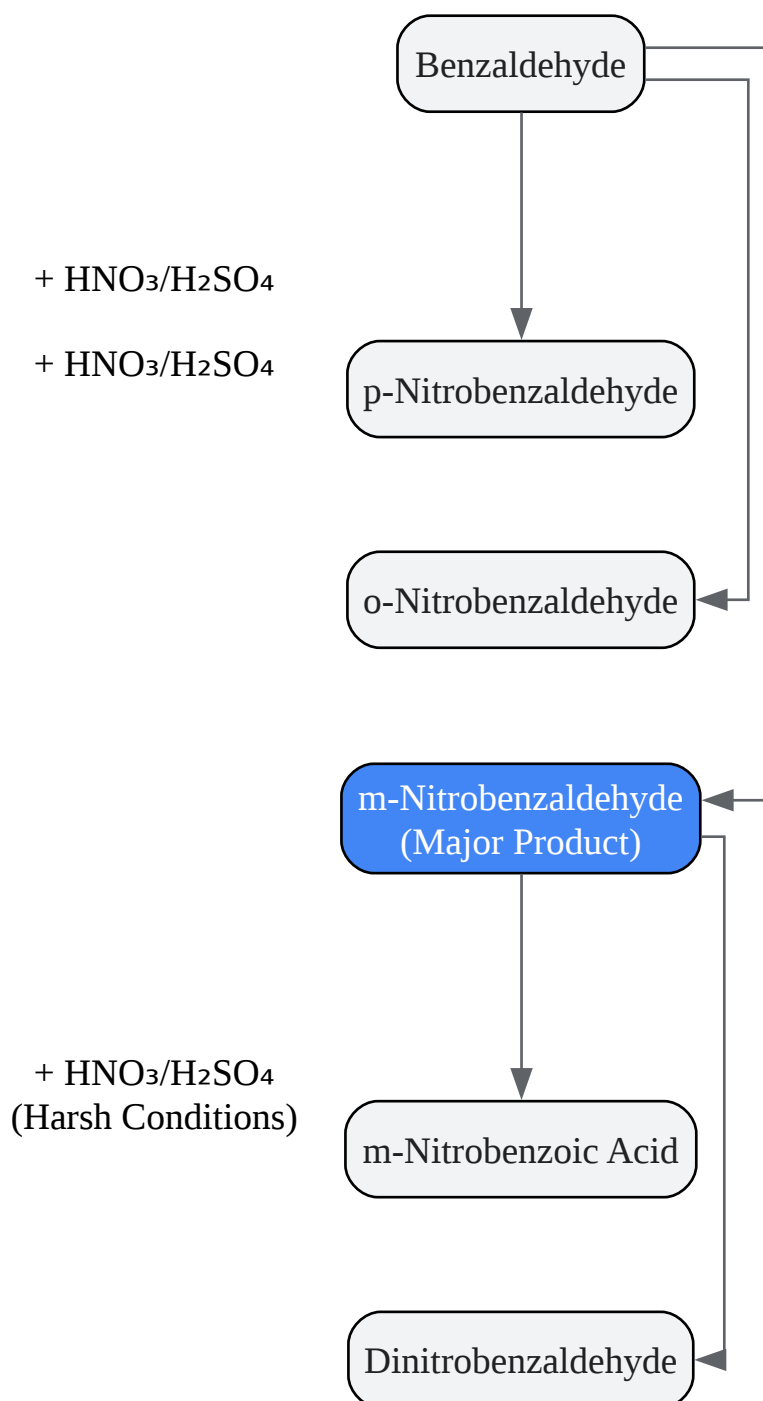 Benzaldehyde
+ HNO₃/H₂SO₄
+ HNO₃/H₂SO₄
p-Nitrobenzaldehyde
o-Nitrobenzaldehyde
m-Nitrobenzaldehyde
(Major Product)
+ HNO₃/H₂SO₄
(Harsh Conditions)
m-Nitrobenzoic Acid
Dinitrobenzaldehyde